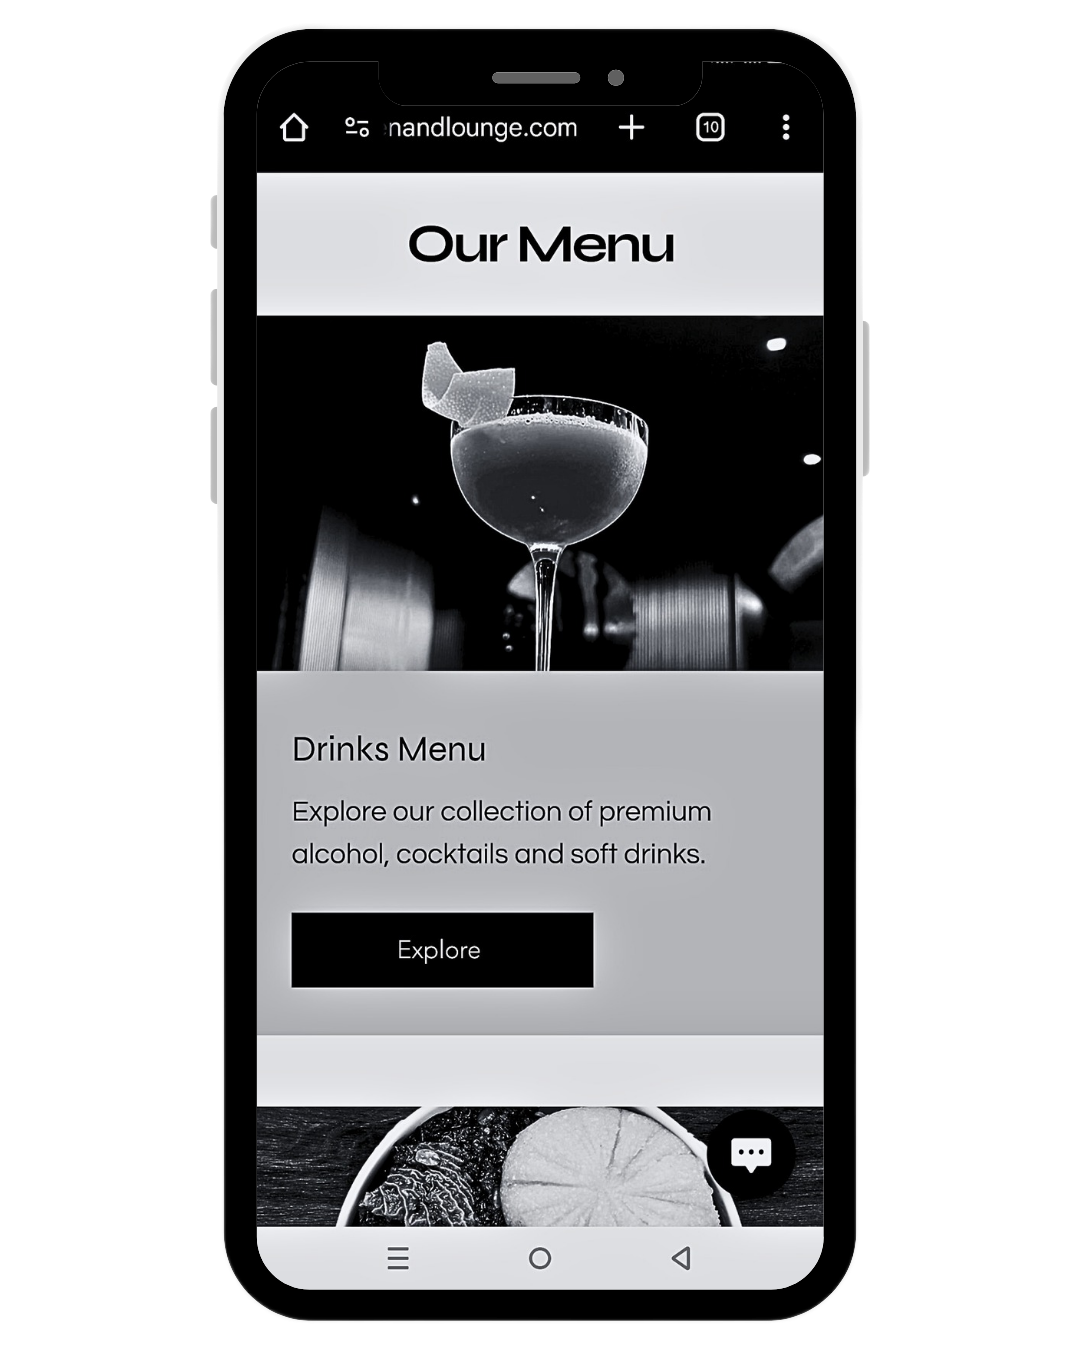 nandlounge.com
10
Our Menu
Drinks Menu
Explore our collection of premium
alcohol, cocktails and soft drinks.
Explore